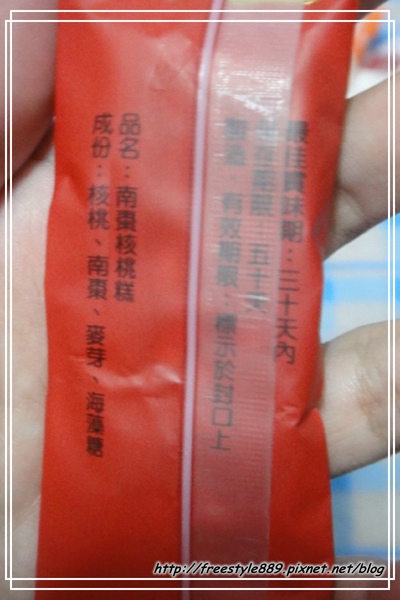 品名：南棗核桃糕
成份：核桃、南棗、麥芽、海藻糖
最佳賞味期：三十天內
保存期限：五十天
製造．有效期限：標示於封口上
http://freestyle889.pixnet.net/blog